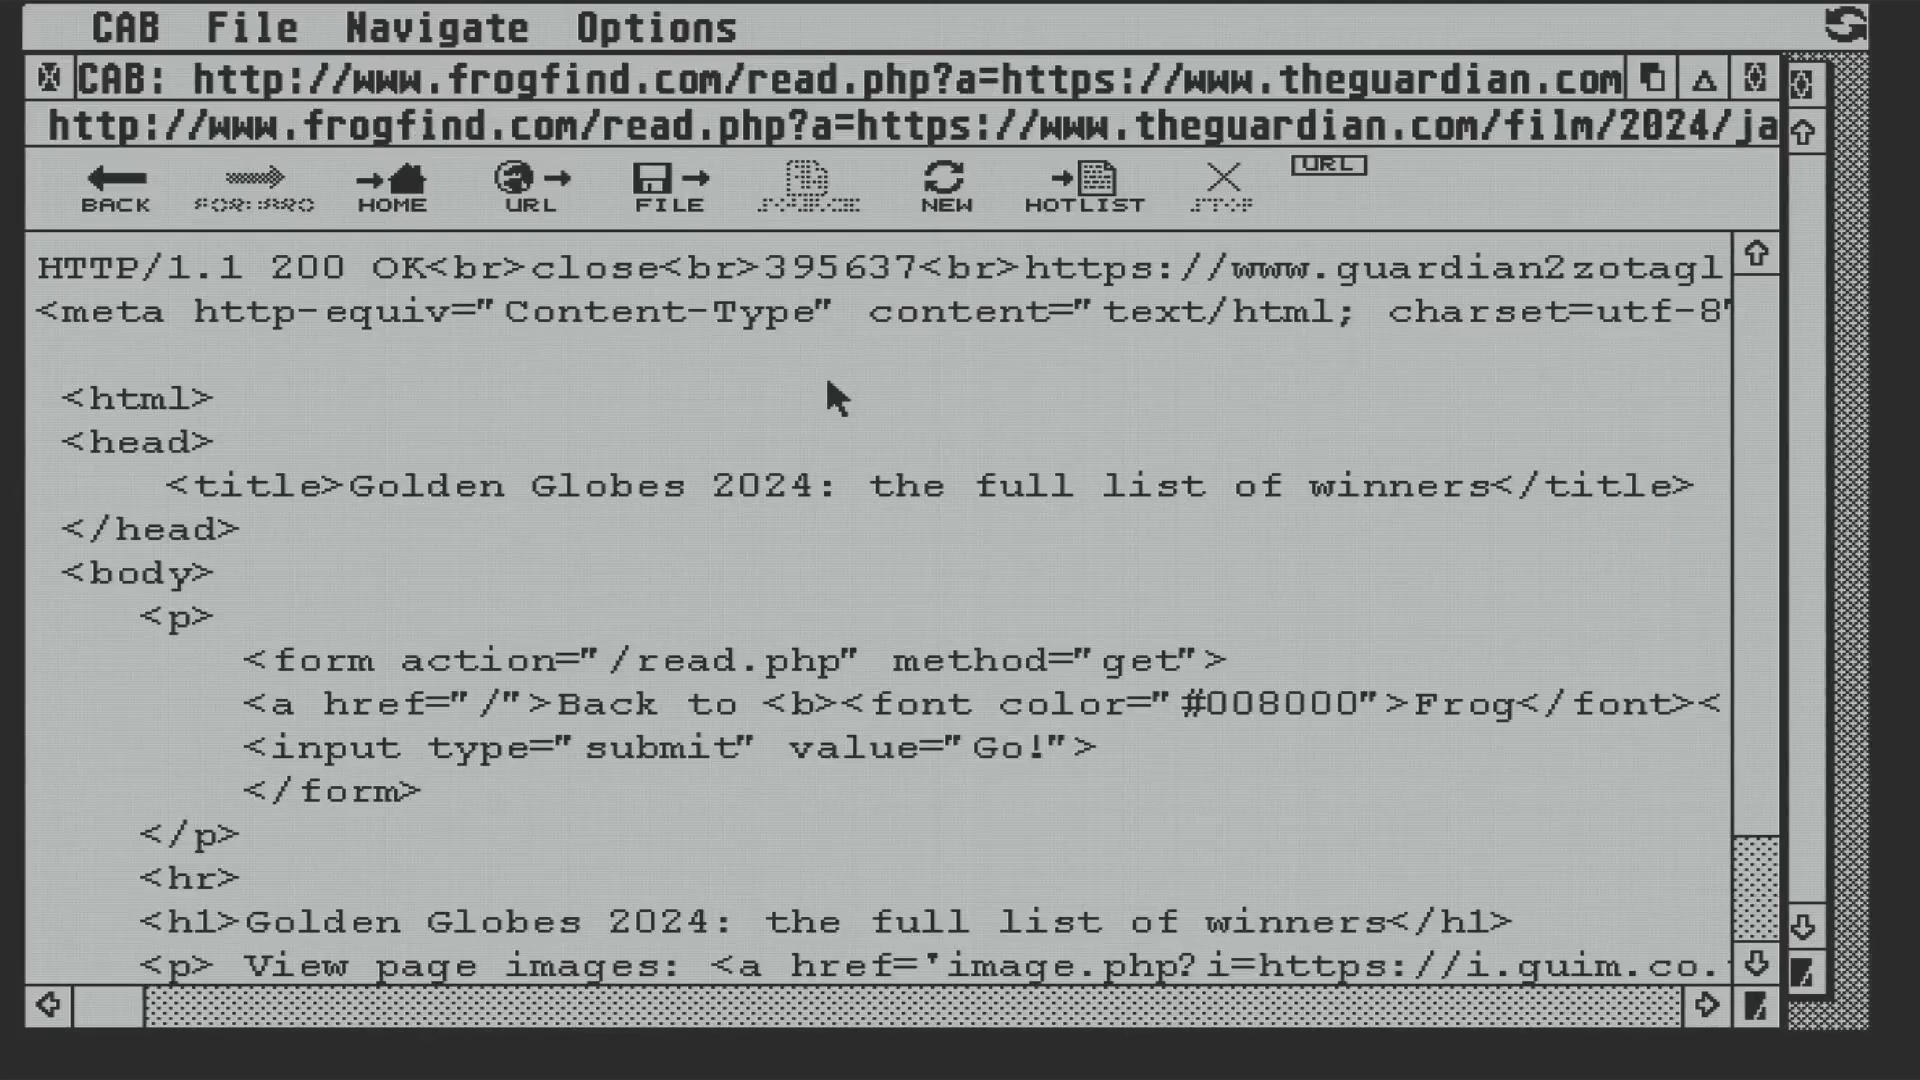 CAB File Navigate Options
CAB: http://www.frogfind.com/read.php?a=https://www.theguardian.com
http://www.frogfind.com/read.php?a=https://www.theguardian.com/film/2024/ja
BACK HOME URL FILE NEW HOTLIST STOP URL
HTTP/1.1 200 OK<br>close<br>395637<br>https://www.guardian2zotagl
<meta http-equiv="Content-Type" content="text/html; charset=utf-8"
<html>
<head>
<title>Golden Globes 2024: the full list of winners</title>
</head>
<body>
<p>
<form action="/read.php" method="get">
<a href="/">Back to <b><font color="#008000">Frog</font><
<input type="submit" value="Go!">
</form>
</p>
<hr>
<h1>Golden Globes 2024: the full list of winners</h1>
<p> View page images: <a href='image.php?i=https://i.guim.co.